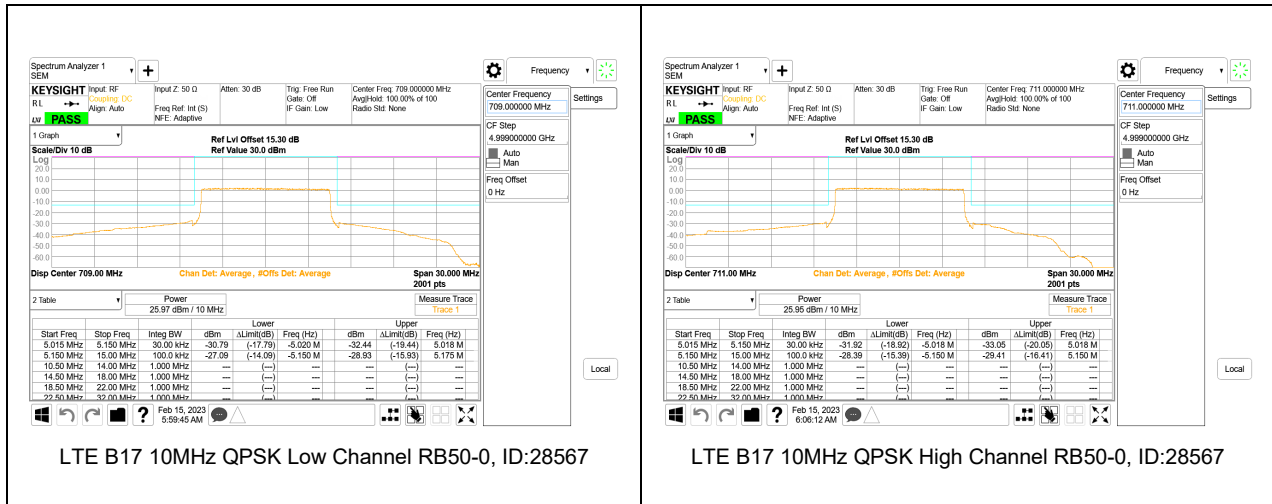 Spectrum Analyzer 1
SEM
Frequency
KEYSIGHT
RL
LXI
PASS
Input: RF
Coupling: DC
Align: Auto
Input Z: 50 Ω
Freq Ref: Int (S)
NFE: Adaptive
Atten: 30 dB
Trig: Free Run
Gate: Off
IF Gain: Low
Center Freq: 709.000000 MHz
Avg|Hold: 100.00% of 100
Radio Std: None
Center Frequency
709.000000 MHz
Settings
CF Step
4.999000000 GHz
Auto
Man
Freq Offset
0 Hz
Local
1 Graph
Scale/Div 10 dB
Ref Lvl Offset 15.30 dB
Ref Value 30.0 dBm
Log
20.0
10.0
0.00
-10.0
-20.0
-30.0
-40.0
-50.0
-60.0
Disp Center 709.00 MHz
Chan Det: Average, #Offs Det: Average
Span 30.000 MHz
2001 pts
2 Table
Power
25.97 dBm / 10 MHz
Measure Trace
Trace 1
Lower Upper
Start Freq Stop Freq Integ BW dBm ΔLimit(dB) Freq (Hz) dBm ΔLimit(dB) Freq (Hz)
5.015 MHz 5.150 MHz 30.00 kHz -30.79 (-17.79) -5.020 M -32.44 (-19.44) 5.018 M
5.150 MHz 15.00 MHz 100.0 kHz -27.09 (-14.09) -5.150 M -28.93 (-15.93) 5.175 M
10.50 MHz 14.00 MHz 1.000 MHz --- (---) --- --- (---) ---
14.50 MHz 18.00 MHz 1.000 MHz --- (---) --- --- (---) ---
18.50 MHz 22.00 MHz 1.000 MHz --- (---) --- --- (---) ---
22.50 MHz 32.00 MHz 1.000 MHz --- (---) --- --- (---) ---
Feb 15, 2023
5:59:45 AM
LTE B17 10MHz QPSK Low Channel RB50-0, ID:28567
Spectrum Analyzer 1
SEM
Frequency
KEYSIGHT
RL
LXI
PASS
Input: RF
Coupling: DC
Align: Auto
Input Z: 50 Ω
Freq Ref: Int (S)
NFE: Adaptive
Atten: 30 dB
Trig: Free Run
Gate: Off
IF Gain: Low
Center Freq: 711.000000 MHz
Avg|Hold: 100.00% of 100
Radio Std: None
Center Frequency
711.000000 MHz
Settings
CF Step
4.999000000 GHz
Auto
Man
Freq Offset
0 Hz
Local
1 Graph
Scale/Div 10 dB
Ref Lvl Offset 15.30 dB
Ref Value 30.0 dBm
Log
20.0
10.0
0.00
-10.0
-20.0
-30.0
-40.0
-50.0
-60.0
Disp Center 711.00 MHz
Chan Det: Average, #Offs Det: Average
Span 30.000 MHz
2001 pts
2 Table
Power
25.95 dBm / 10 MHz
Measure Trace
Trace 1
Lower Upper
Start Freq Stop Freq Integ BW dBm ΔLimit(dB) Freq (Hz) dBm ΔLimit(dB) Freq (Hz)
5.015 MHz 5.150 MHz 30.00 kHz -31.92 (-18.92) -5.018 M -33.05 (-20.05) 5.018 M
5.150 MHz 15.00 MHz 100.0 kHz -28.39 (-15.39) -5.150 M -29.41 (-16.41) 5.150 M
10.50 MHz 14.00 MHz 1.000 MHz --- (---) --- --- (---) ---
14.50 MHz 18.00 MHz 1.000 MHz --- (---) --- --- (---) ---
18.50 MHz 22.00 MHz 1.000 MHz --- (---) --- --- (---) ---
22.50 MHz 32.00 MHz 1.000 MHz --- (---) --- --- (---) ---
Feb 15, 2023
6:06:12 AM
LTE B17 10MHz QPSK High Channel RB50-0, ID:28567